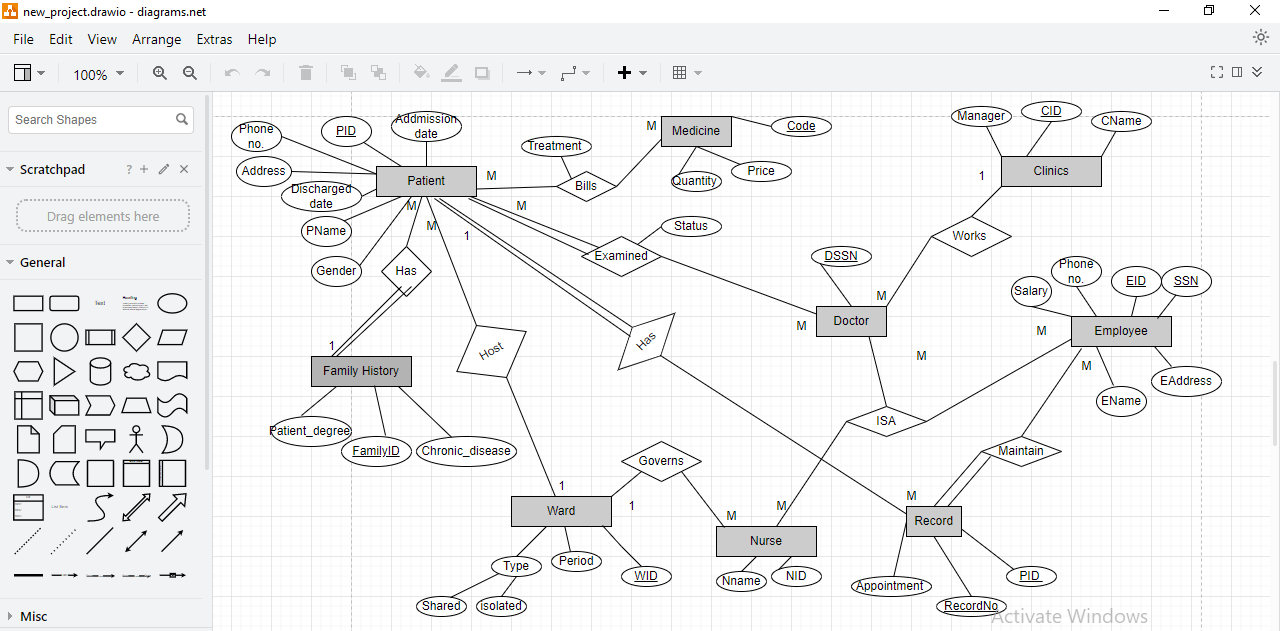 new_project.drawio - diagrams.net
File Edit View Arrange Extras Help
100%
Search Shapes
Scratchpad
?
Drag elements here
General
Text
Heading
List Item
Misc
Phone
no.
PID
Addmission
date
Address
Discharged
date
PName
Gender
Patient
M
Treatment
Bills
M
Medicine
Code
Quantity
Price
Manager
CID
CName
Clinics
1
Works
M
M
M
1
M
Has
Examined
Status
DSSN
Doctor
M
M
Phone
no.
Salary
EID
SSN
Employee
M
M
EName
EAddress
1
Family History
Patient_degree
FamilyID
Chronic_disease
Host
Has
ISA
Maintain
Governs
1
Ward
1
M
M
Nurse
M
Record
Type
Period
WID
Shared
isolated
Nname
NID
Appointment
RecordNo
PID
Activate Windows